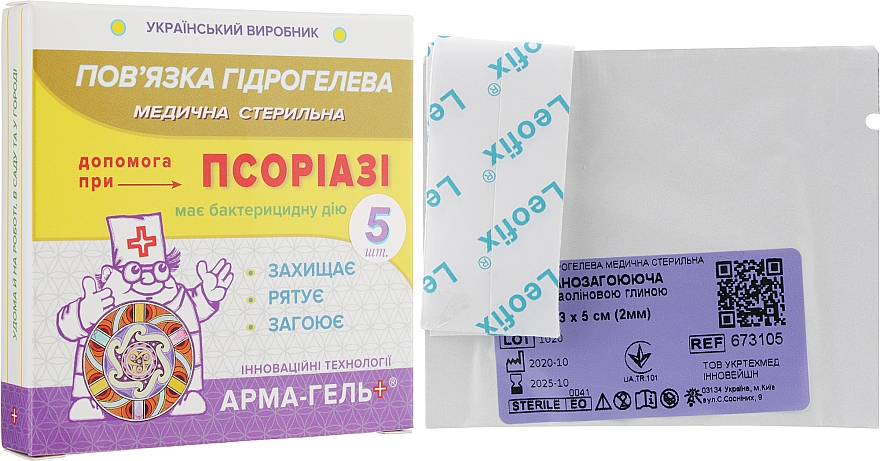 УКРАЇНСЬКИЙ ВИРОБНИК
ПОВ'ЯЗКА ГІДРОГЕЛЕВА
МЕДИЧНА СТЕРИЛЬНА
допомога
при
ПСОРІАЗІ
має бактерицидну дію
5
шт.
ЗАХИЩАЄ
РЯТУЄ
ЗАГОЮЄ
ІННОВАЦІЙНІ ТЕХНОЛОГІЇ
АРМА-ГЕЛЬ+®
УДОМА Й НА РОБОТІ, В САДУ ТА У ГОРОДІ
Leofix®
Leofix®
Leofix
РОГЕЛЕВА МЕДИЧНА СТЕРИЛЬНА
АНОЗАГОЮЮЧА
аоліновою глиною
3 x 5 см (2мм)
LOT 1020
REF 673105
2020-10
2025-10
UA.TR.101
ТОВ УКРТЕХМЕД
ІННОВЕЙШН
0041
STERILE EO
03134 Україна, м.Київ
вул.С.Сосніних, 9